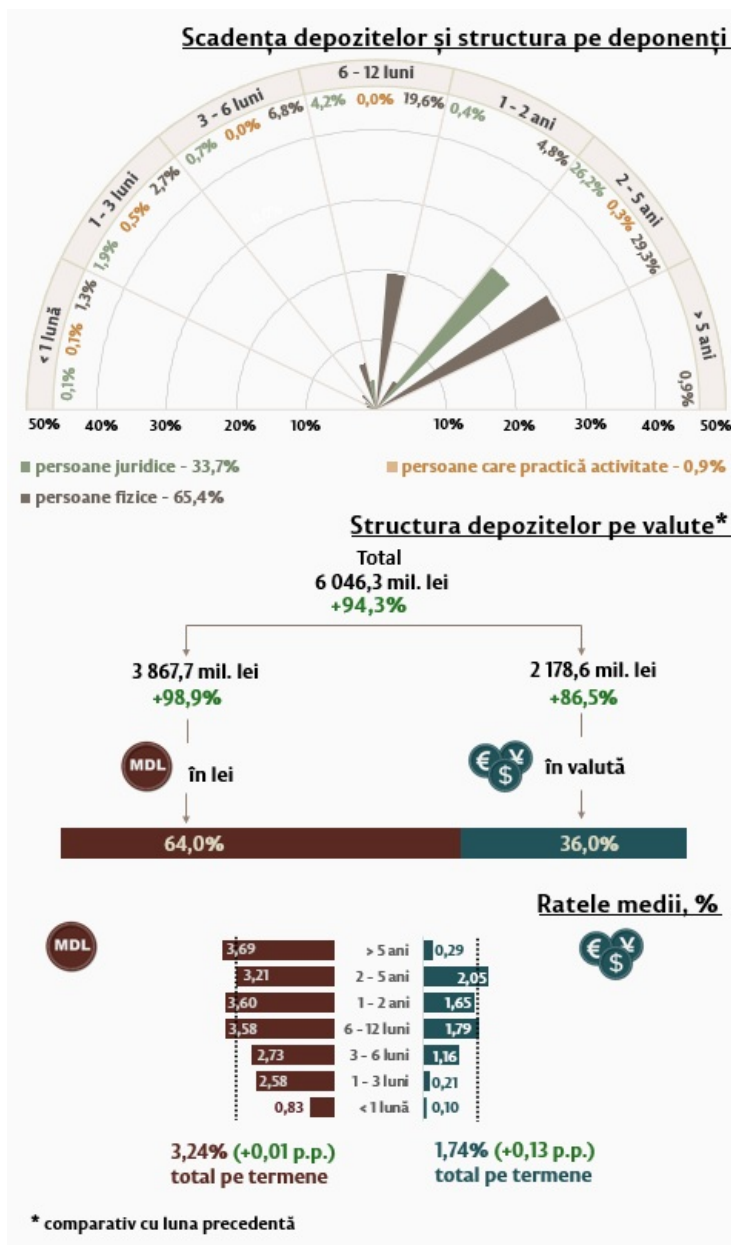 Scadența depozitelor și structura pe deponenți
< 1 lună
0,1%
0,1%
1,3%
1 - 3 luni
1,9%
0,5%
2,7%
3 - 6 luni
0,7%
0,0%
6,8%
6 - 12 luni
4,2%
0,0%
19,6%
1 - 2 ani
0,4%
4,8%
2 - 5 ani
26,2%
0,3%
29,3%
> 5 ani
0,9%
50% 40% 30% 20% 10% 10% 20% 30% 40% 50%
persoane juridice - 33,7% persoane care practică activitate - 0,9%
persoane fizice - 65,4%
Structura depozitelor pe valute*
Total
6 046,3 mil. lei
+94,3%
3 867,7 mil. lei 2 178,6 mil. lei
+98,9% +86,5%
MDL în lei € ¥ $ în valută
64,0% 36,0%
Ratele medii, %
MDL € ¥ $
3,69 > 5 ani 0,29
3,21 2 - 5 ani 2,05
3,60 1 - 2 ani 1,65
3,58 6 - 12 luni 1,79
2,73 3 - 6 luni 1,16
2,58 1 - 3 luni 0,21
0,83 < 1 lună 0,10
3,24% (+0,01 p.p.) 1,74% (+0,13 p.p.)
total pe termene total pe termene
* comparativ cu luna precedentă